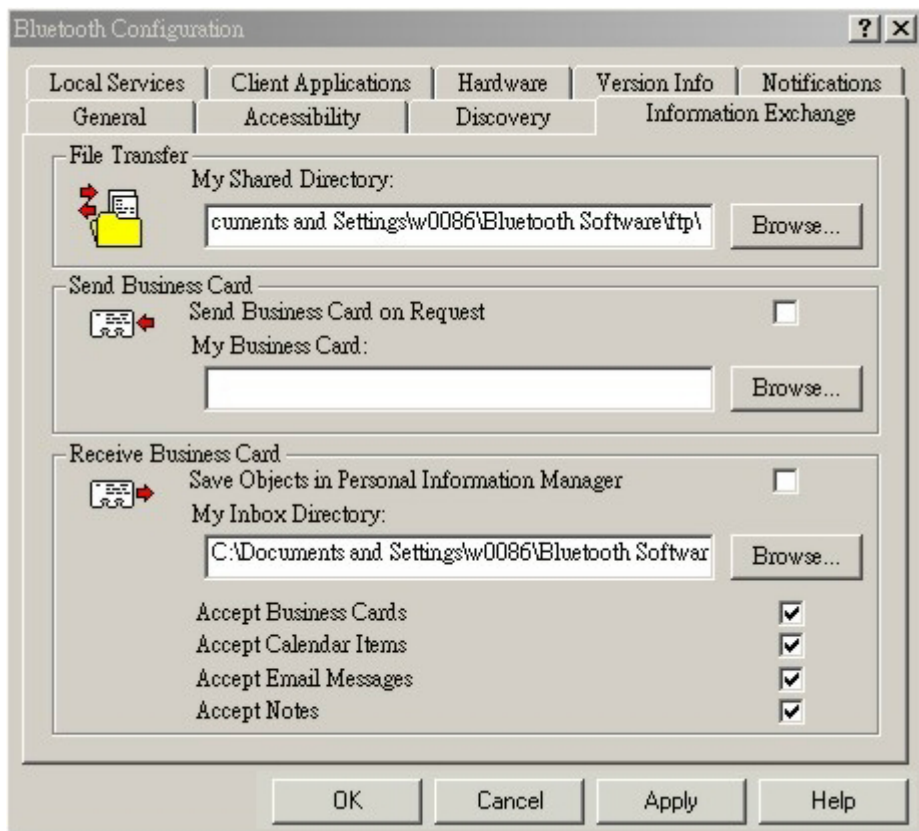 Bluetooth Configuration
Local Services Client Applications Hardware Version Info Notifications
General Accessibility Discovery Information Exchange
File Transfer
My Shared Directory:
cuments and Settings\w0086\Bluetooth Software\ftp\ Browse...
Send Business Card
Send Business Card on Request
My Business Card:
Browse...
Receive Business Card
Save Objects in Personal Information Manager
My Inbox Directory:
C:\Documents and Settings\w0086\Bluetooth Softwar Browse...
Accept Business Cards
Accept Calendar Items
Accept Email Messages
Accept Notes
OK Cancel Apply Help